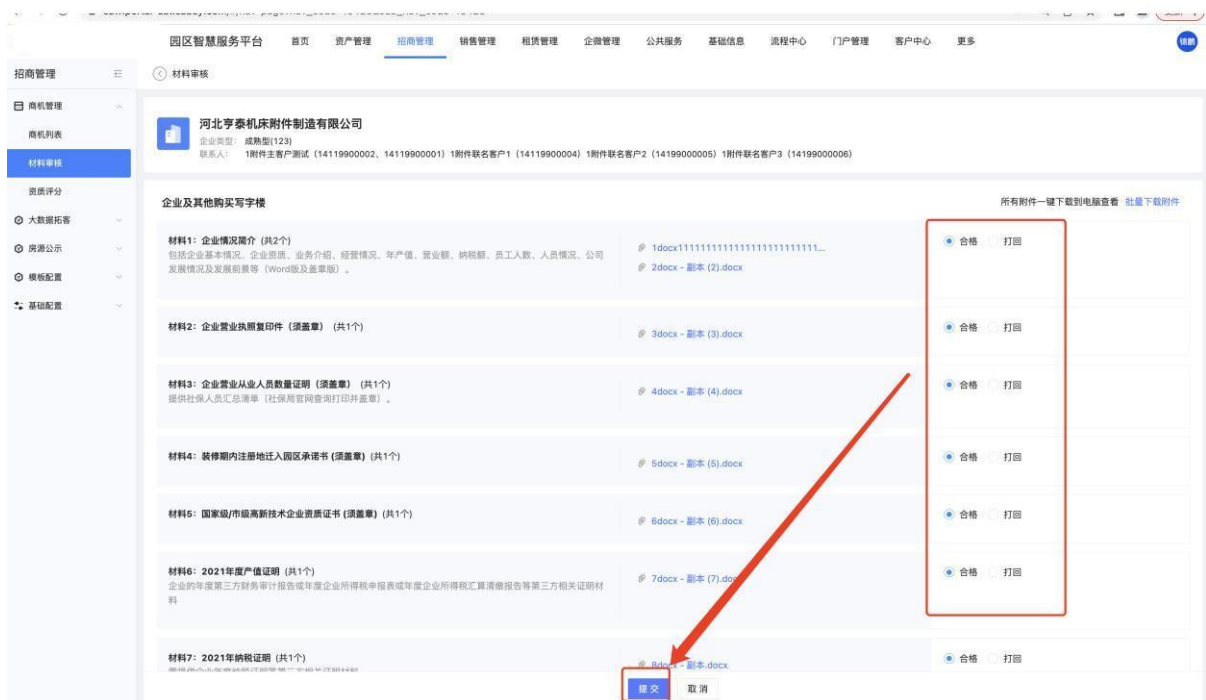 园区智慧服务平台 首页 资产管理 招商管理 销售管理 租赁管理 企微管理 公共服务 基础信息 流程中心 门户管理 客户中心 更多
招商管理
材料审核
商机管理
商机列表
材料审核
资质评分
大数据拓客
房源公示
模板配置
基础配置
河北亨泰机床附件制造有限公司
企业类型： 成熟型(123)
联系人： 1附件主客户测试（14119900002、14119900001）1附件联名客户1（14119900004）1附件联名客户2（14199000005）1附件联名客户3（14199000006）
企业及其他购买写字楼
所有附件一键下载到电脑查看 批量下载附件
材料1：企业情况简介 (共2个)
包括企业基本情况、企业资质、业务介绍、经营情况、年产值、营业额、纳税额、员工人数、人员情况、公司
发展情况及发展前景等（Word版及盖章版）。
1docx1111111111111111111111111...
2docx - 副本 (2).docx
合格 打回
材料2：企业营业执照复印件（须盖章） (共1个)
3docx - 副本 (3).docx
合格 打回
材料3：企业营业从业人员数量证明（须盖章） (共1个)
提供社保人员汇总清单（社保局官网查询打印并盖章）。
4docx - 副本 (4).docx
合格 打回
材料4：装修期内注册地迁入园区承诺书 (须盖章) (共1个)
5docx - 副本 (5).docx
合格 打回
材料5：国家级/市级高新技术企业资质证书 (须盖章) (共1个)
6docx - 副本 (6).docx
合格 打回
材料6：2021年度产值证明 (共1个)
企业的年度第三方财务审计报告或年度企业所得税申报表或年度企业所得税汇算清缴报告等第三方相关证明材
料
7docx - 副本 (7).docx
合格 打回
材料7：2021年纳税证明 (共1个)
8docx - 副本.docx
合格 打回
提交 取消